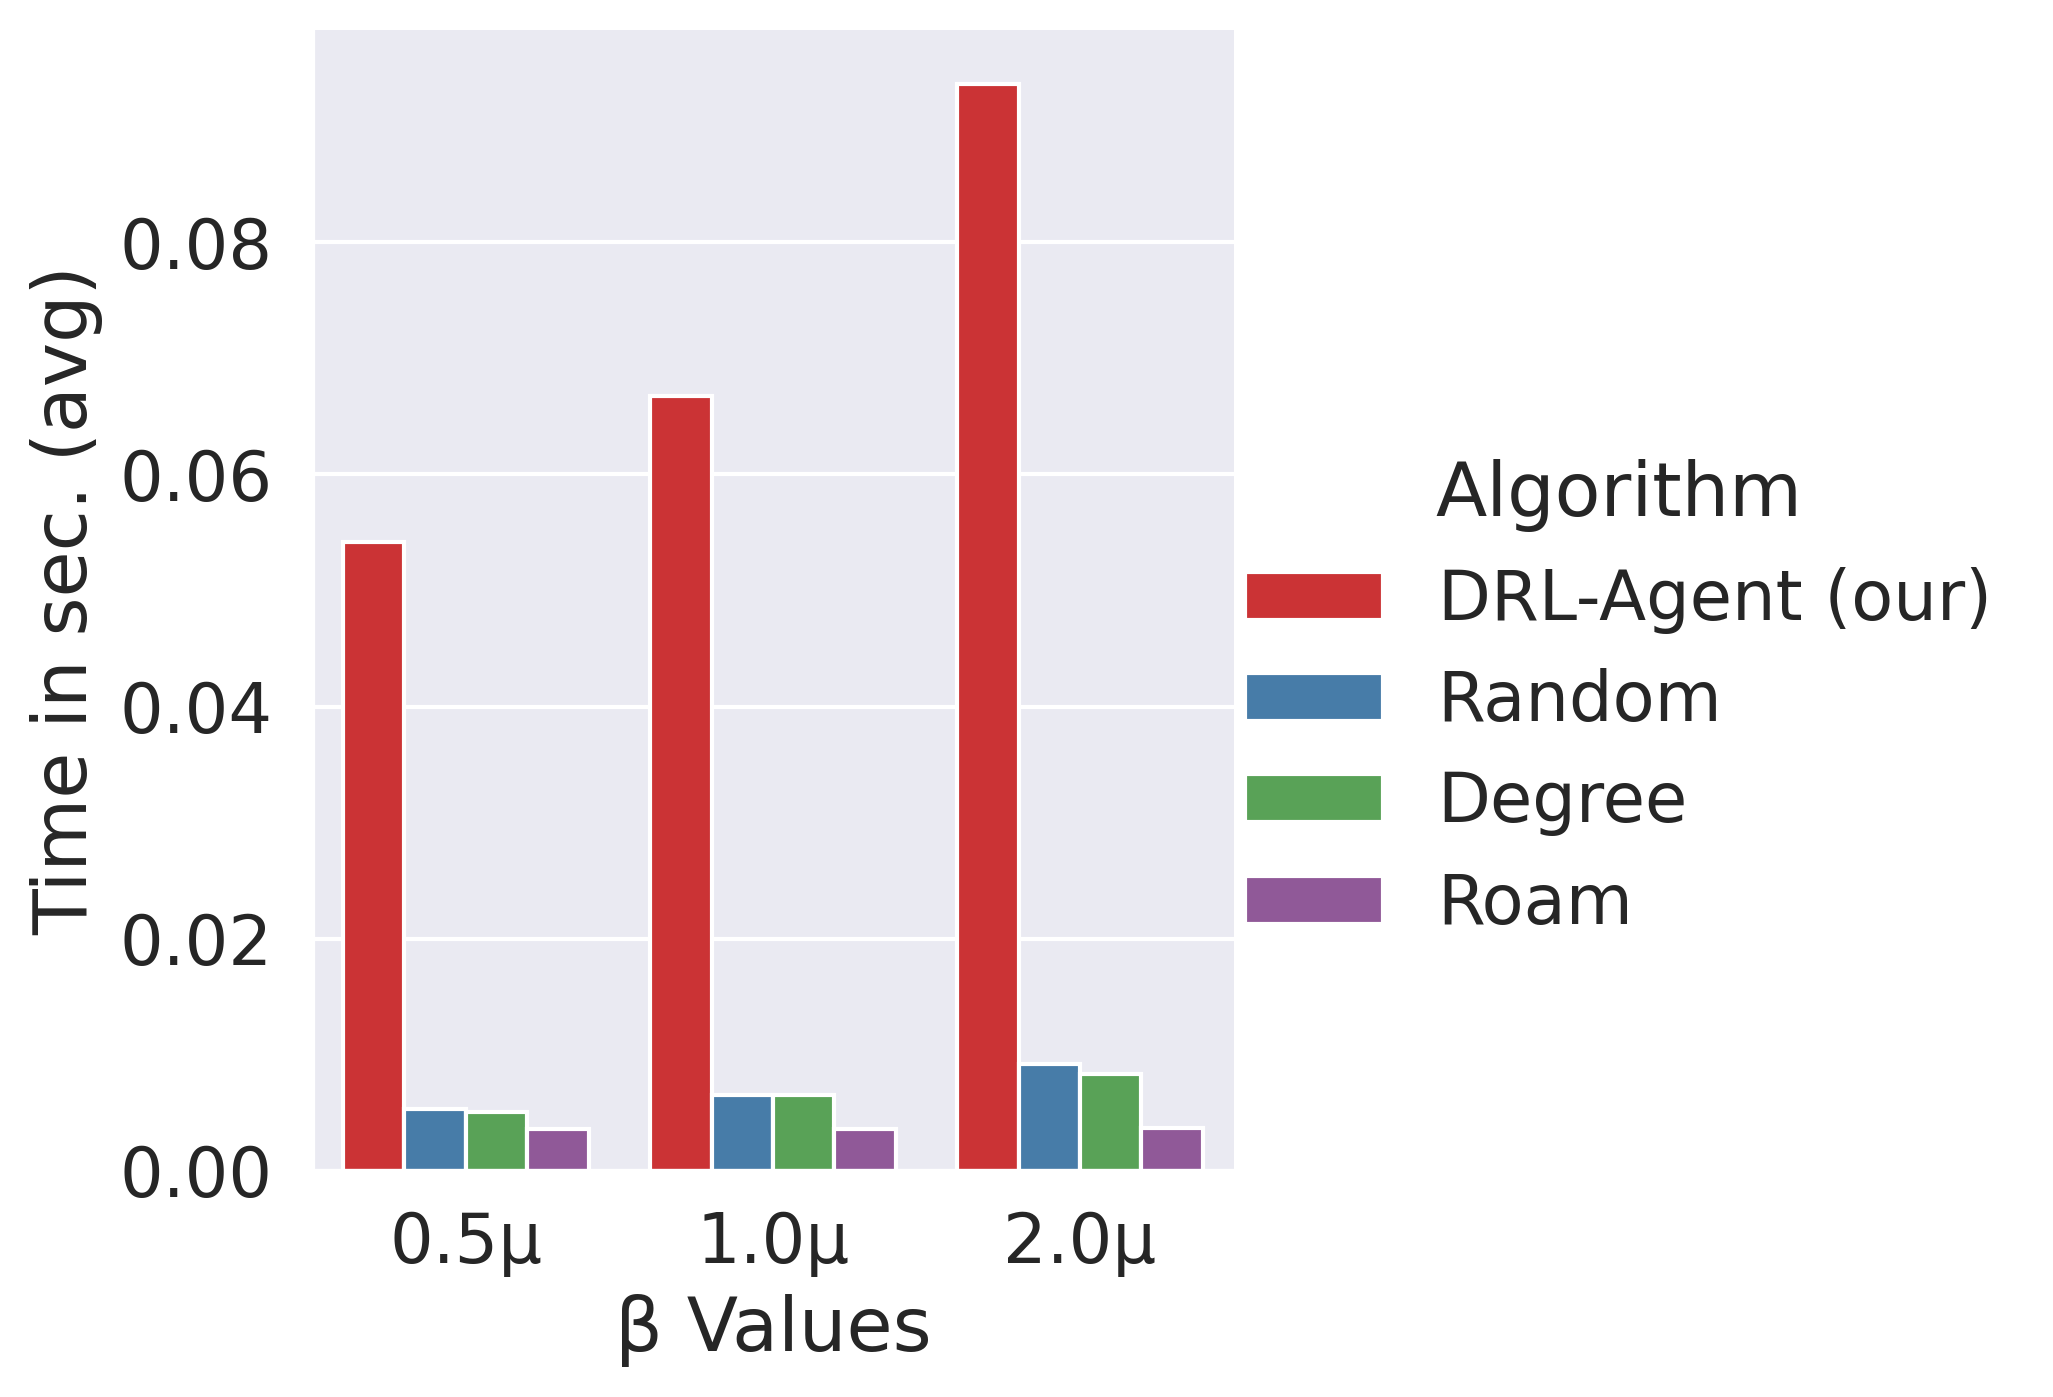 0.08
0.06
0.04
0.02
0.00
Time in sec. (avg)
0.5μ 1.0μ 2.0μ
β Values
Algorithm
DRL-Agent (our)
Random
Degree
Roam